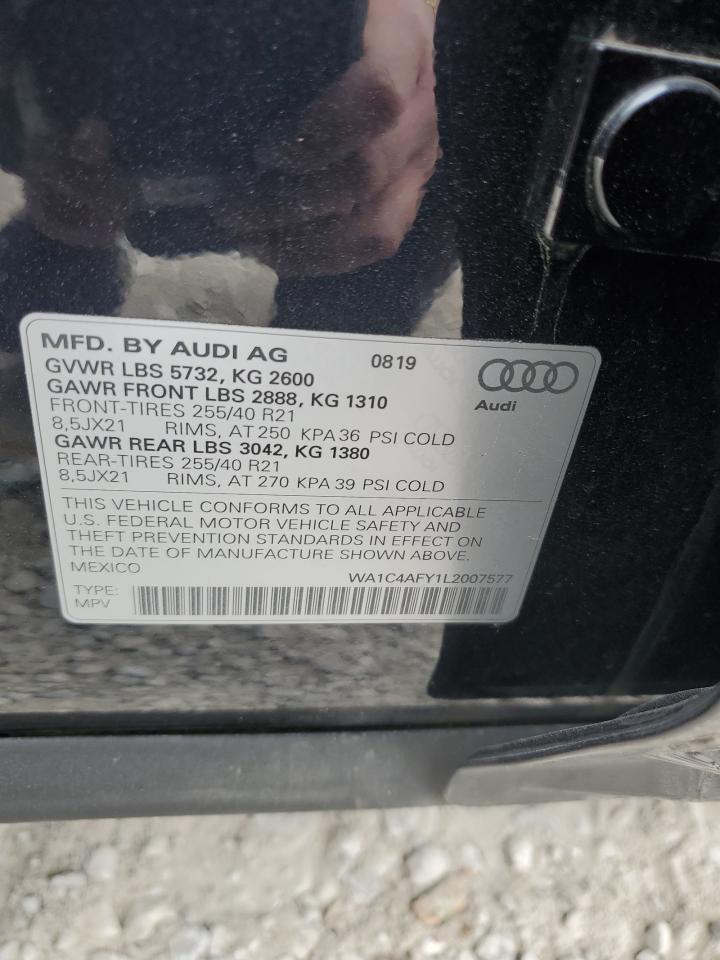 MFD. BY AUDI AG 0819
GVWR LBS 5732, KG 2600
GAWR FRONT LBS 2888, KG 1310
Audi
FRONT-TIRES 255/40 R21
8,5JX21 RIMS, AT 250 KPA 36 PSI COLD
GAWR REAR LBS 3042, KG 1380
REAR-TIRES 255/40 R21
8,5JX21 RIMS, AT 270 KPA 39 PSI COLD
THIS VEHICLE CONFORMS TO ALL APPLICABLE
U.S. FEDERAL MOTOR VEHICLE SAFETY AND
THEFT PREVENTION STANDARDS IN EFFECT ON
THE DATE OF MANUFACTURE SHOWN ABOVE.
MEXICO WA1C4AFY1L2007577
TYPE:
MPV